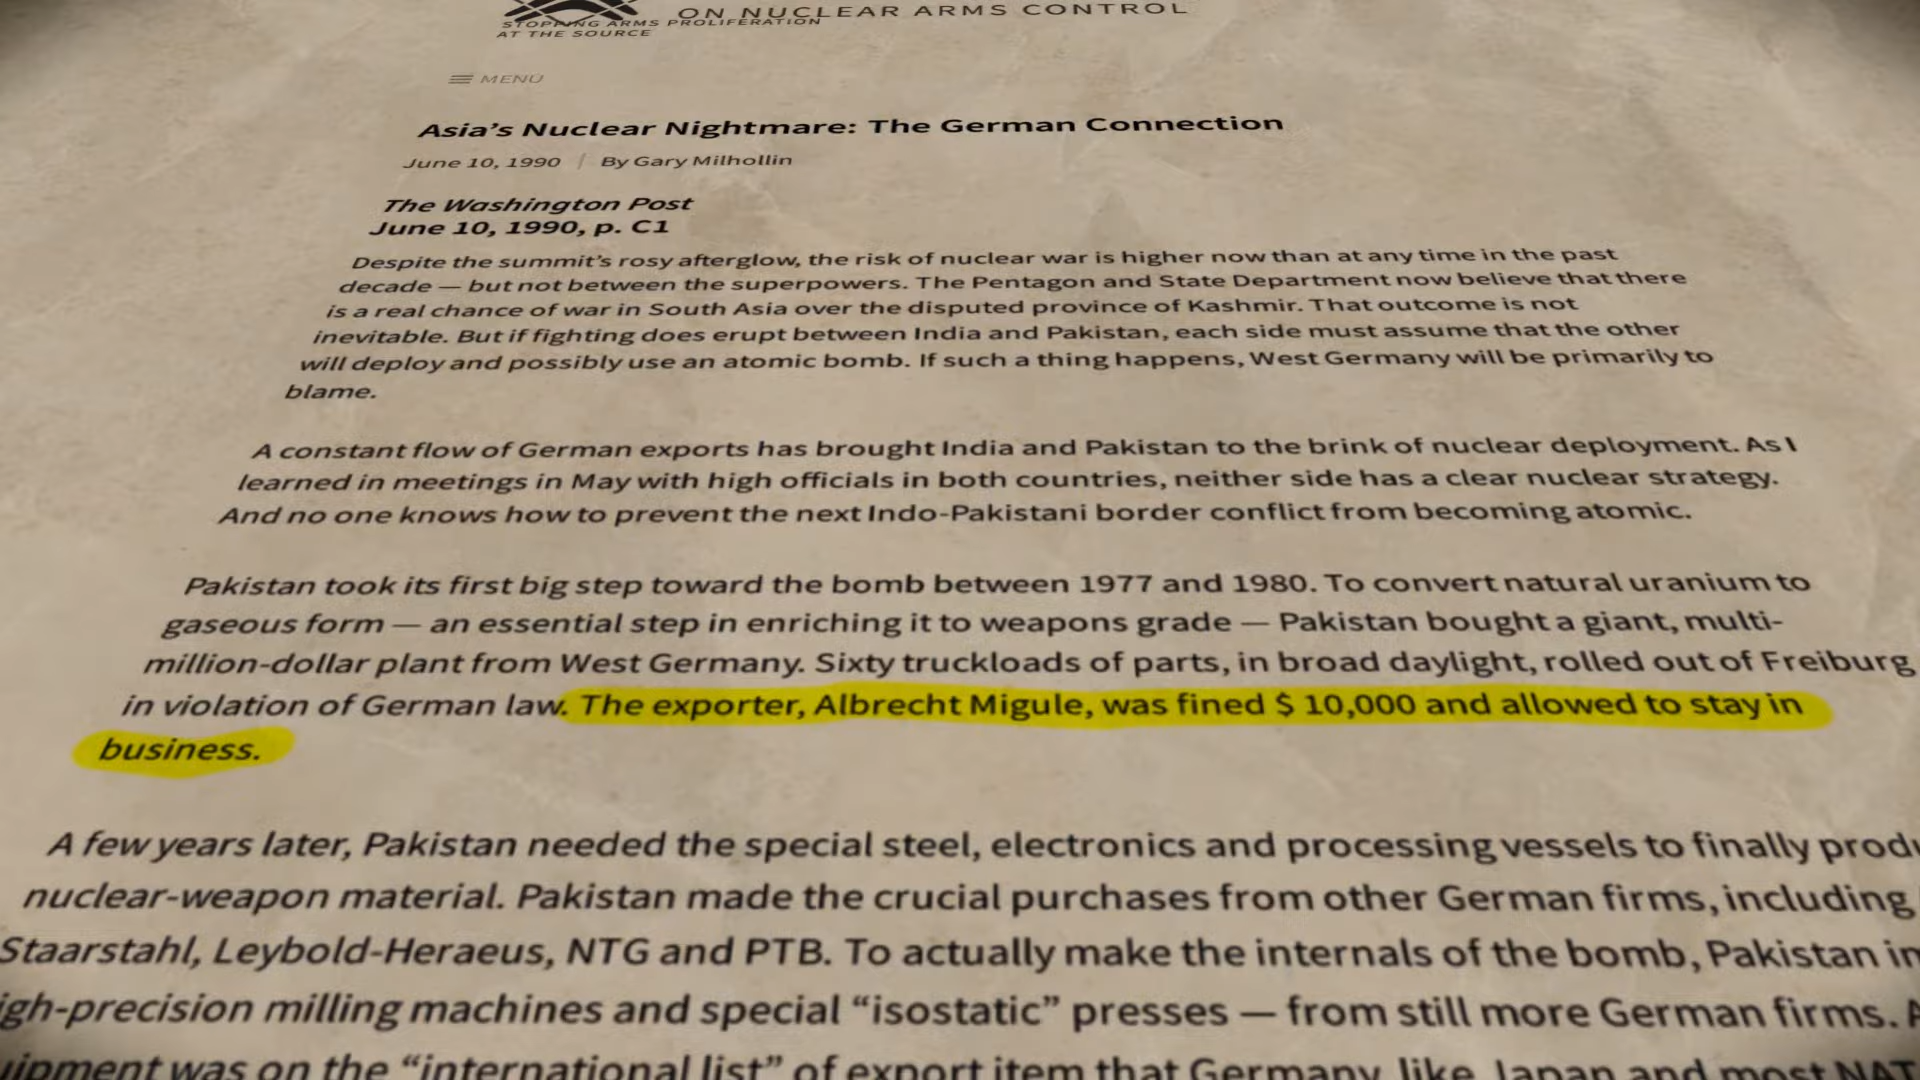 ON NUCLEAR ARMS CONTROL
STOPPING ARMS PROLIFERATION
AT THE SOURCE
MENU
Asia's Nuclear Nightmare: The German Connection
June 10, 1990 | By Gary Milhollin
The Washington Post
June 10, 1990, p. C1
Despite the summit's rosy afterglow, the risk of nuclear war is higher now than at any time in the past
decade — but not between the superpowers. The Pentagon and State Department now believe that there
is a real chance of war in South Asia over the disputed province of Kashmir. That outcome is not
inevitable. But if fighting does erupt between India and Pakistan, each side must assume that the other
will deploy and possibly use an atomic bomb. If such a thing happens, West Germany will be primarily to
blame.
A constant flow of German exports has brought India and Pakistan to the brink of nuclear deployment. As I
learned in meetings in May with high officials in both countries, neither side has a clear nuclear strategy.
And no one knows how to prevent the next Indo-Pakistani border conflict from becoming atomic.
Pakistan took its first big step toward the bomb between 1977 and 1980. To convert natural uranium to
gaseous form — an essential step in enriching it to weapons grade — Pakistan bought a giant, multi-
million-dollar plant from West Germany. Sixty truckloads of parts, in broad daylight, rolled out of Freiburg
in violation of German law. The exporter, Albrecht Migule, was fined $ 10,000 and allowed to stay in
business.
A few years later, Pakistan needed the special steel, electronics and processing vessels to finally
nuclear-weapon material. Pakistan made the crucial purchases from other German firms, including
Staarstahl, Leybold-Heraeus, NTG and PTB. To actually make the internals of the bomb, Pakistan
igh-precision milling machines and special "isostatic" presses — from still more German firms.
uipment was on the "international list" of export item that Germany, like Japan and most